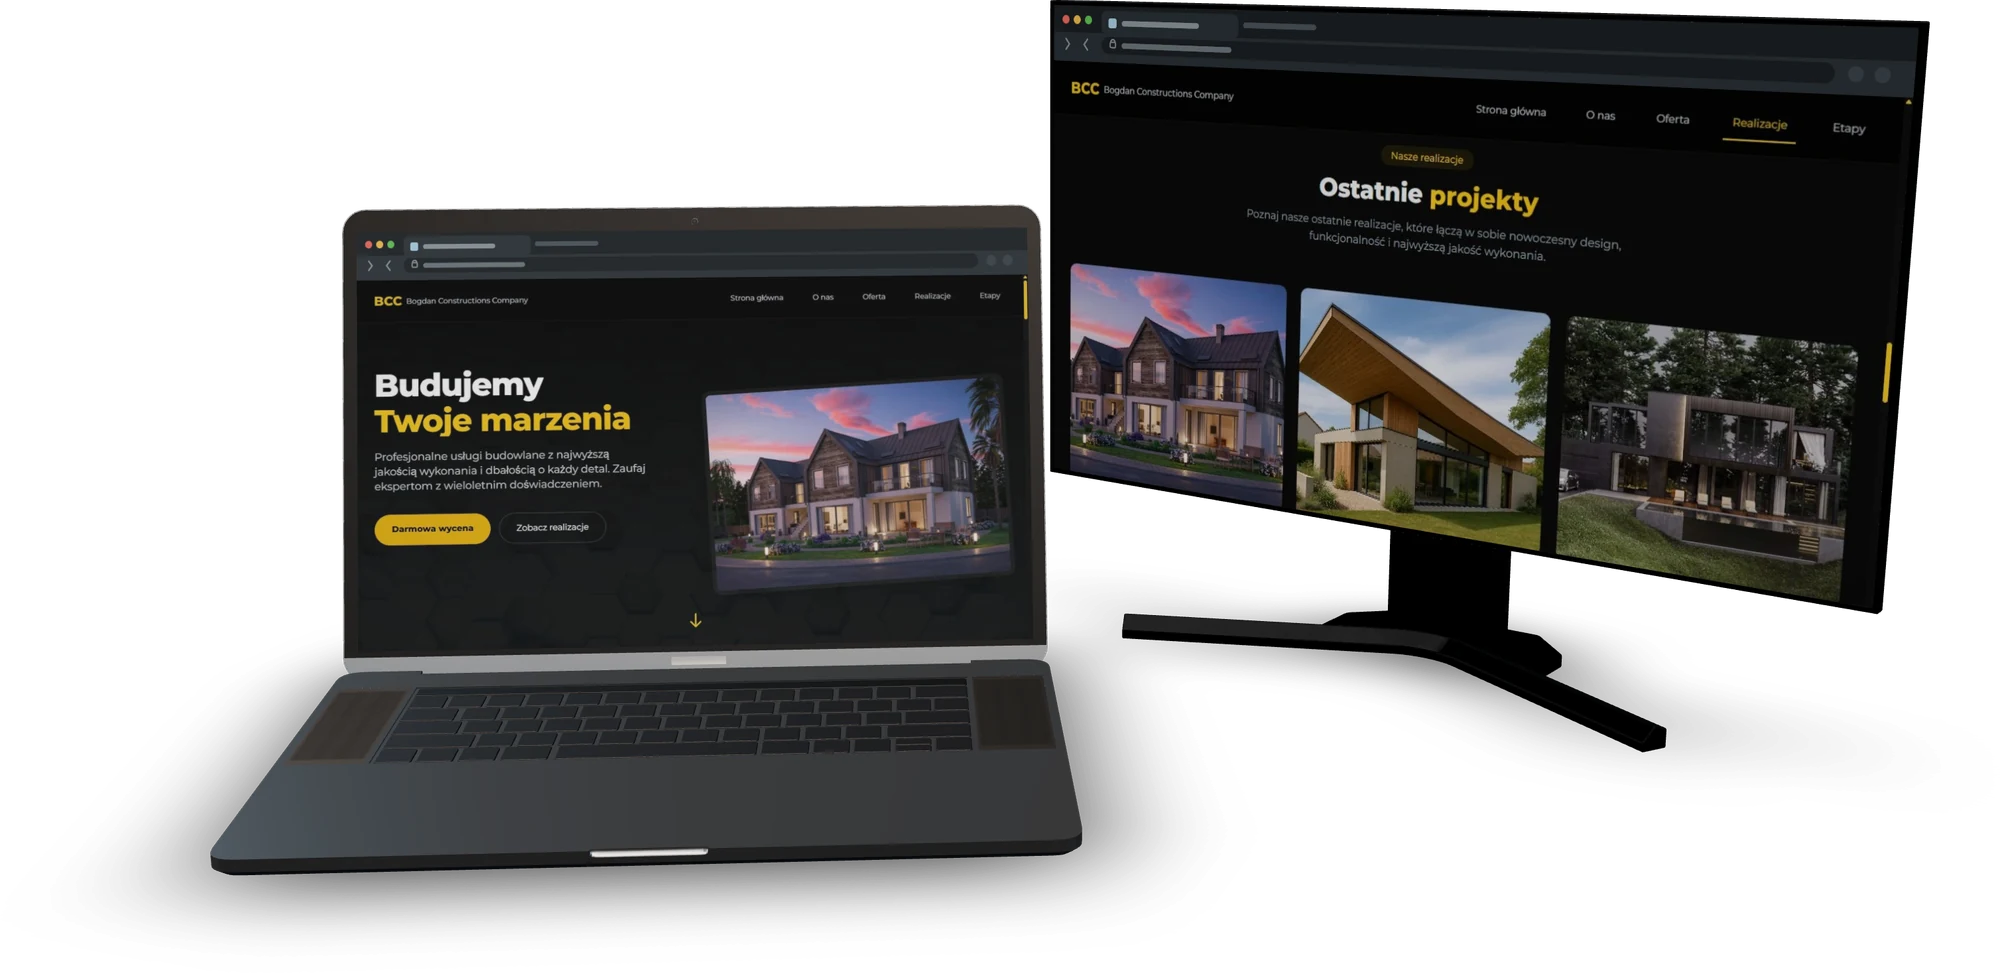 BCC Bogdan Constructions Company
Strona główna O nas Oferta Realizacje Etapy
Budujemy
Twoje marzenia
Profesjonalne usługi budowlane z najwyższą
jakością wykonania i dbałością o każdy detal. Zaufaj
ekspertom z wieloletnim doświadczeniem.
Darmowa wycena
Zobacz realizacje
BCC Bogdan Constructions Company
Strona główna O nas Oferta Realizacje Etapy
Nasze realizacje
Ostatnie projekty
Poznaj nasze ostatnie realizacje, które łączą w sobie nowoczesny design,
funkcjonalność i najwyższą jakość wykonania.